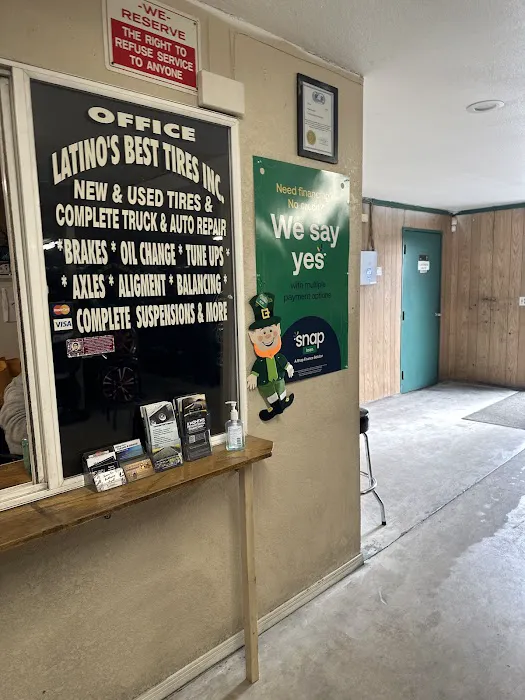 -WE-
RESERVE
THE RIGHT TO
REFUSE SERVICE
TO ANYONE
OFFICE
LATINO'S BEST TIRES INC,
NEW & USED TIRES &
COMPLETE TRUCK & AUTO REPAIR
*BRAKES * OIL CHANGE * TUNE UPS *
* AXLES * ALIGMENT * BALANCING *
VISA COMPLETE SUSPENSIONS & MORE
Need financing?
No
We say
yes
with multiple
payment options
snap